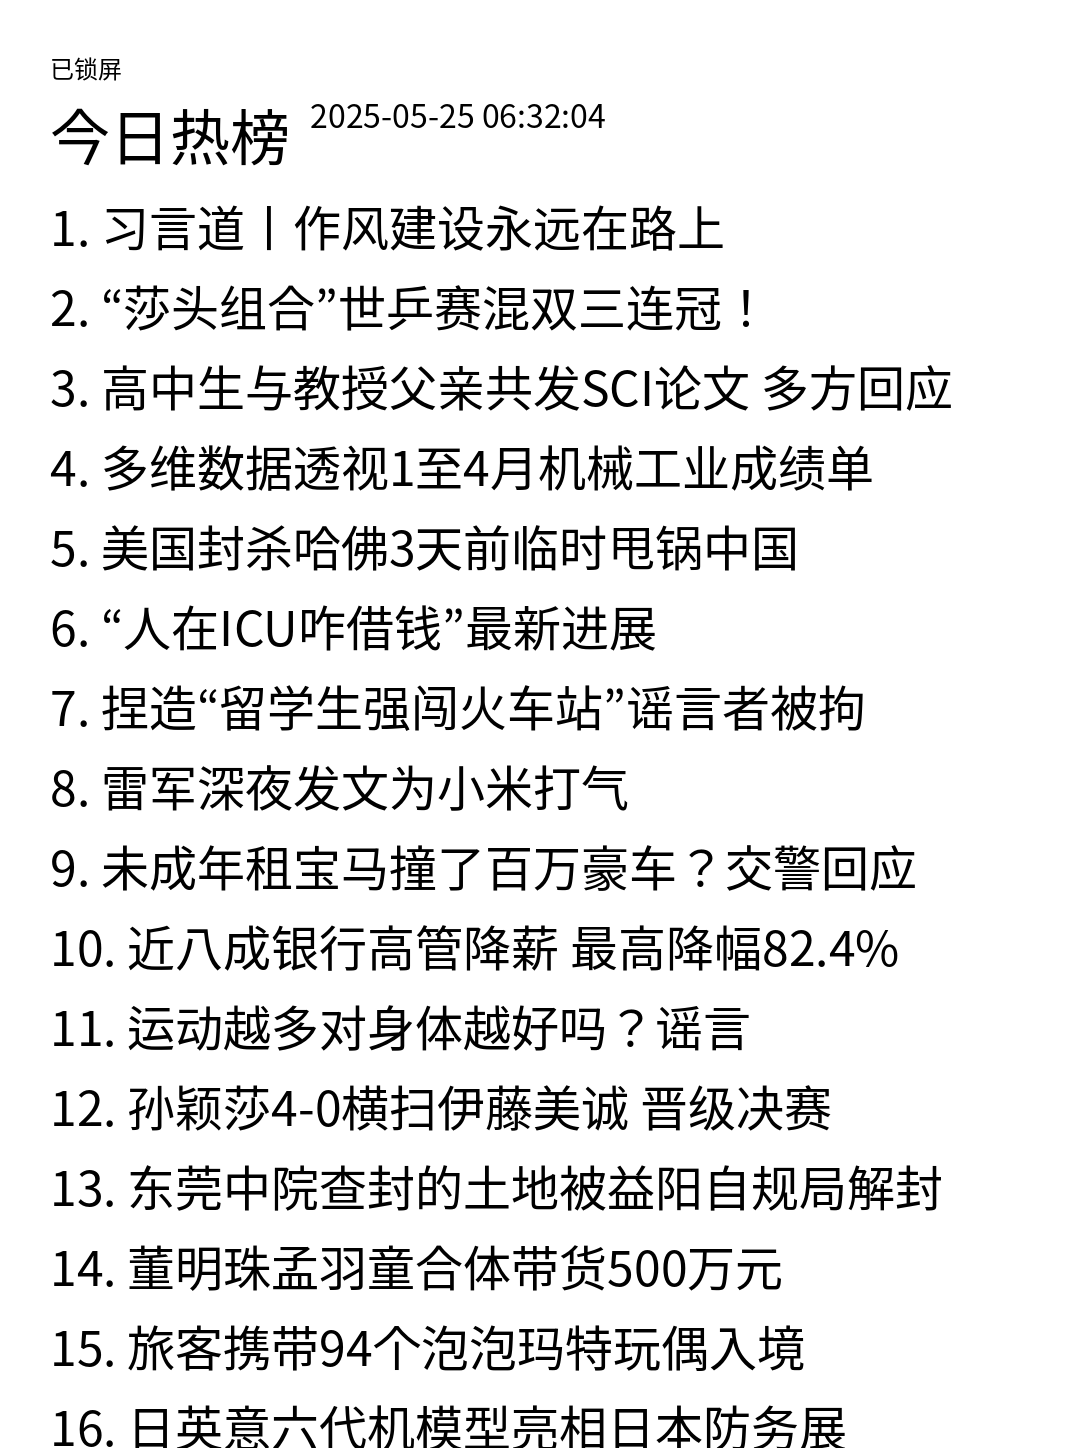 已锁屏
今日热榜 2025-05-25 06:32:04
1. 习言道丨作风建设永远在路上
2. “莎头组合”世乒赛混双三连冠！
3. 高中生与教授父亲共发SCI论文 多方回应
4. 多维数据透视1至4月机械工业成绩单
5. 美国封杀哈佛3天前临时甩锅中国
6. “人在ICU咋借钱”最新进展
7. 捏造“留学生强闯火车站”谣言者被拘
8. 雷军深夜发文为小米打气
9. 未成年租宝马撞了百万豪车？交警回应
10. 近八成银行高管降薪 最高降幅82.4%
11. 运动越多对身体越好吗？谣言
12. 孙颖莎4-0横扫伊藤美诚 晋级决赛
13. 东莞中院查封的土地被益阳自规局解封
14. 董明珠孟羽童合体带货500万元
15. 旅客携带94个泡泡玛特玩偶入境
16. 日英意六代机模型亮相日本防务展